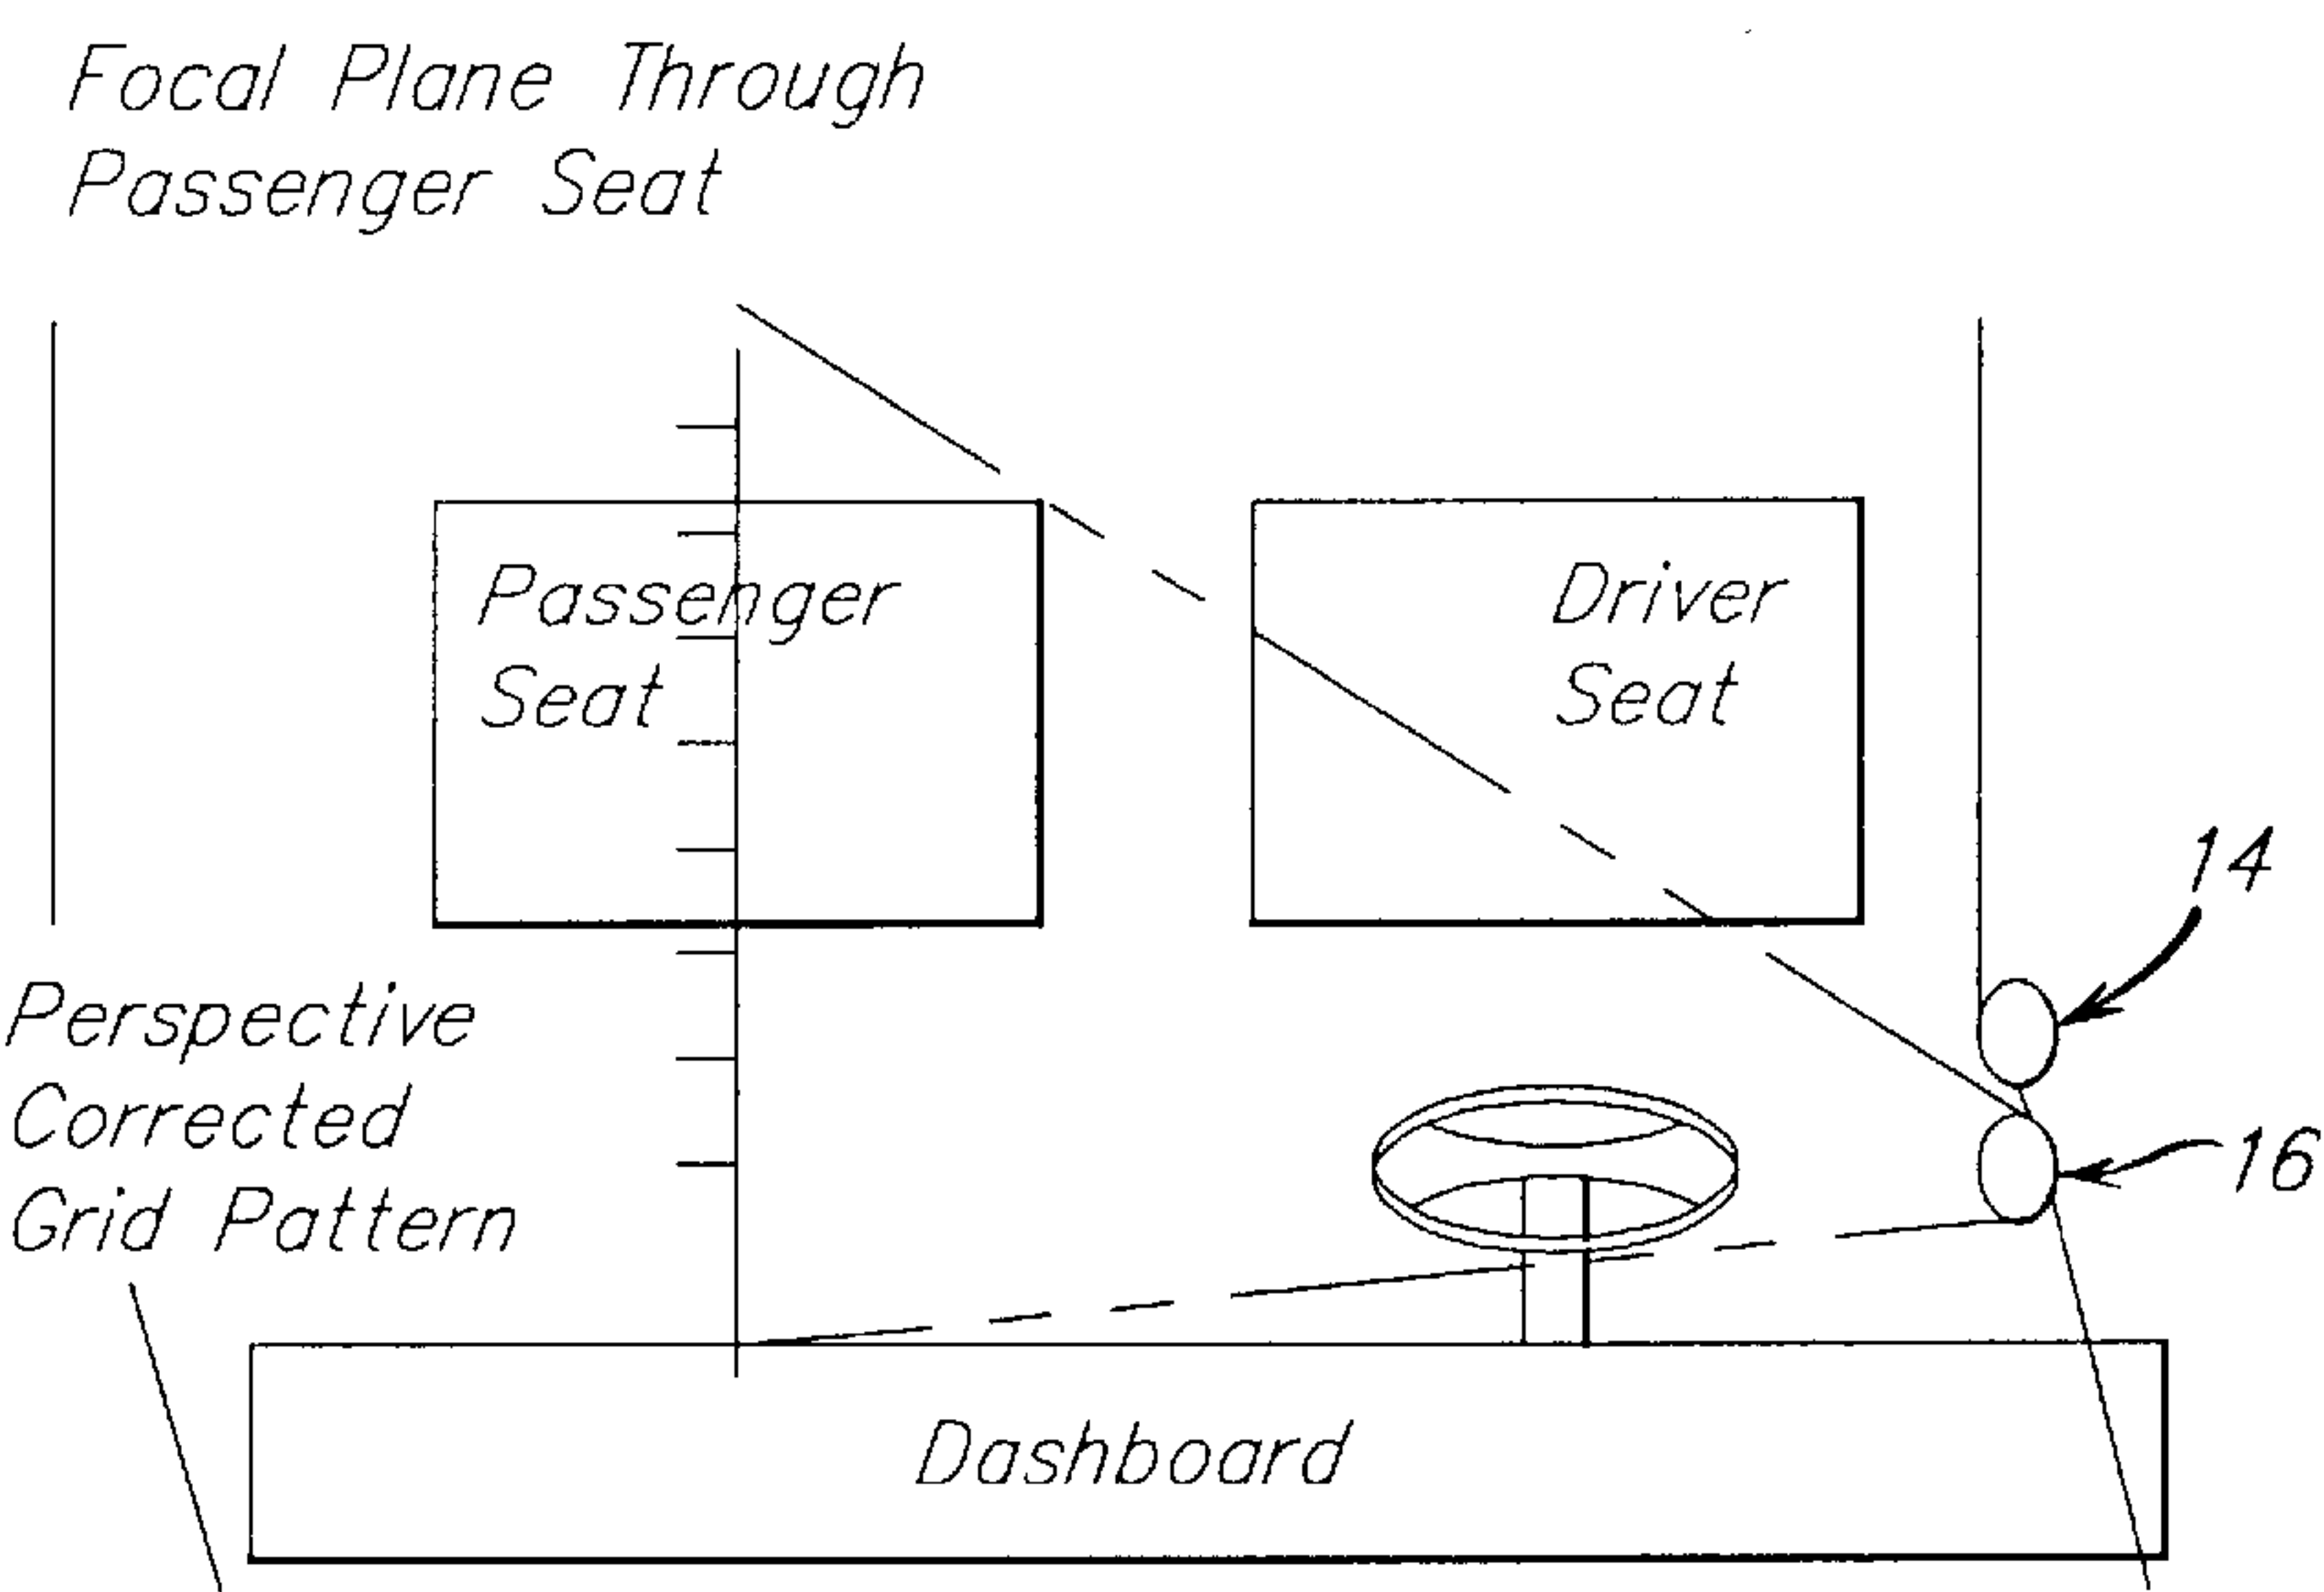 Focal Plane Through
Passenger Seat
Passenger
Seat
Driver
Seat
14
Perspective
Corrected
Grid Pattern
16
Dashboard